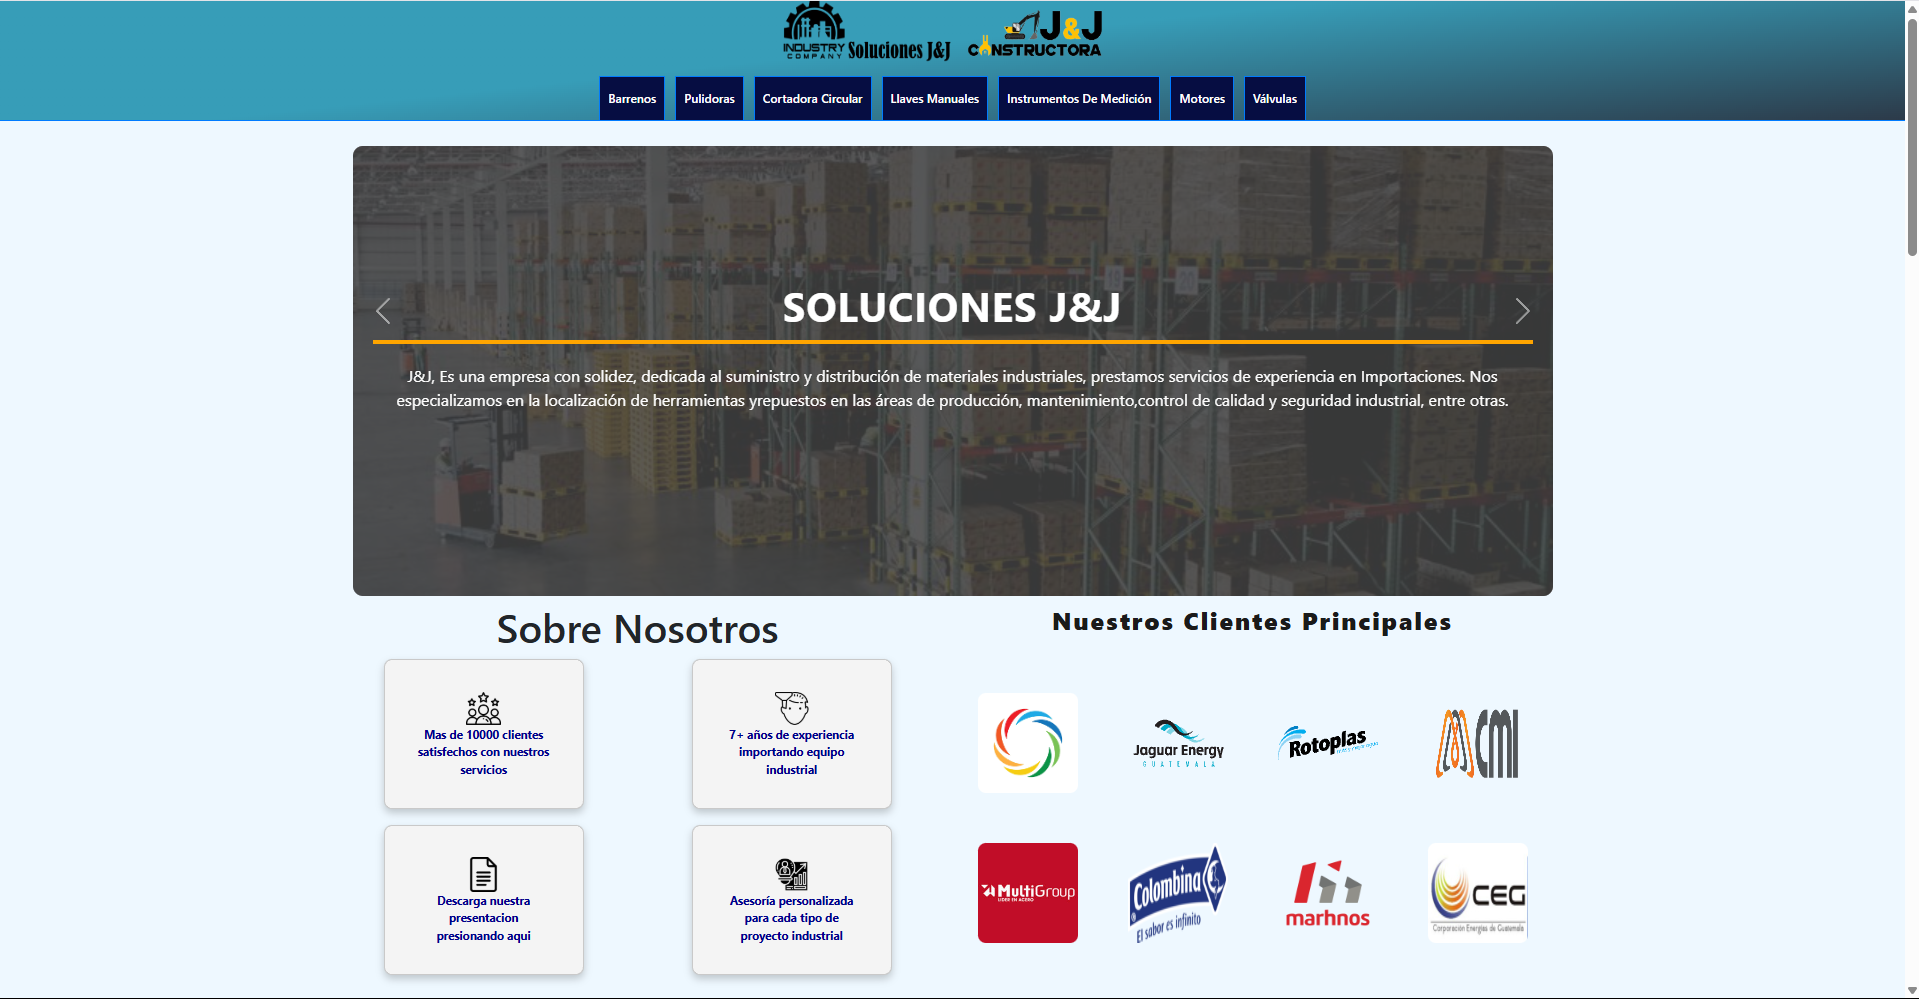 INDUSTRY
COMPANY
Soluciones J&J
J&J
CONSTRUCTORA
Barrenos
Pulidoras
Cortadora Circular
Llaves Manuales
Instrumentos De Medición
Motores
Válvulas
SOLUCIONES J&J
J&J, Es una empresa con solidez, dedicada al suministro y distribución de materiales industriales, prestamos servicios de experiencia en Importaciones. Nos
especializamos en la localización de herramientas yrepuestos en las áreas de producción, mantenimiento,control de calidad y seguridad industrial, entre otras.
Sobre Nosotros
Mas de 10000 clientes
satisfechos con nuestros
servicios
7+ años de experiencia
importando equipo
industrial
Descarga nuestra
presentacion
presionando aqui
Asesoría personalizada
para cada tipo de
proyecto industrial
Nuestros Clientes Principales
Jaguar Energy
GUATEMALA
Rotoplas
CMI
MultiGroup
LIDER EN ACERO
Colombina
El sabor es infinito
marhnos
CEG
Corporación Energías de Guatemala